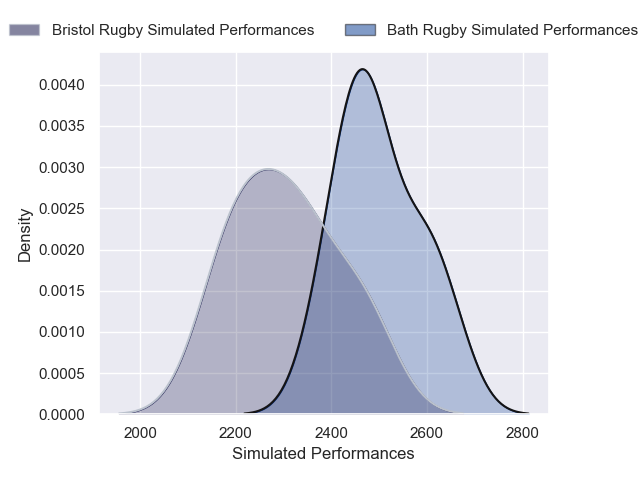 Bristol Rugby Simulated Performances
Bath Rugby Simulated Performances
0.0040
0.0035
0.0030
0.0025
0.0020
0.0015
0.0010
0.0005
0.0000
Density
2000 2200 2400 2600 2800
Simulated Performances